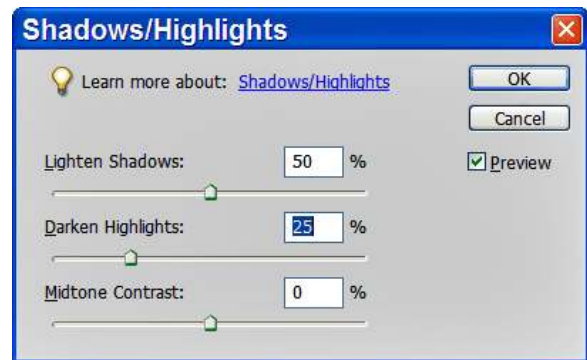 Shadows/Highlights
Learn more about: Shadows/Highlights
OK
Cancel
Lighten Shadows: 50 %
Preview
Darken Highlights: 25 %
Midtone Contrast: 0 %